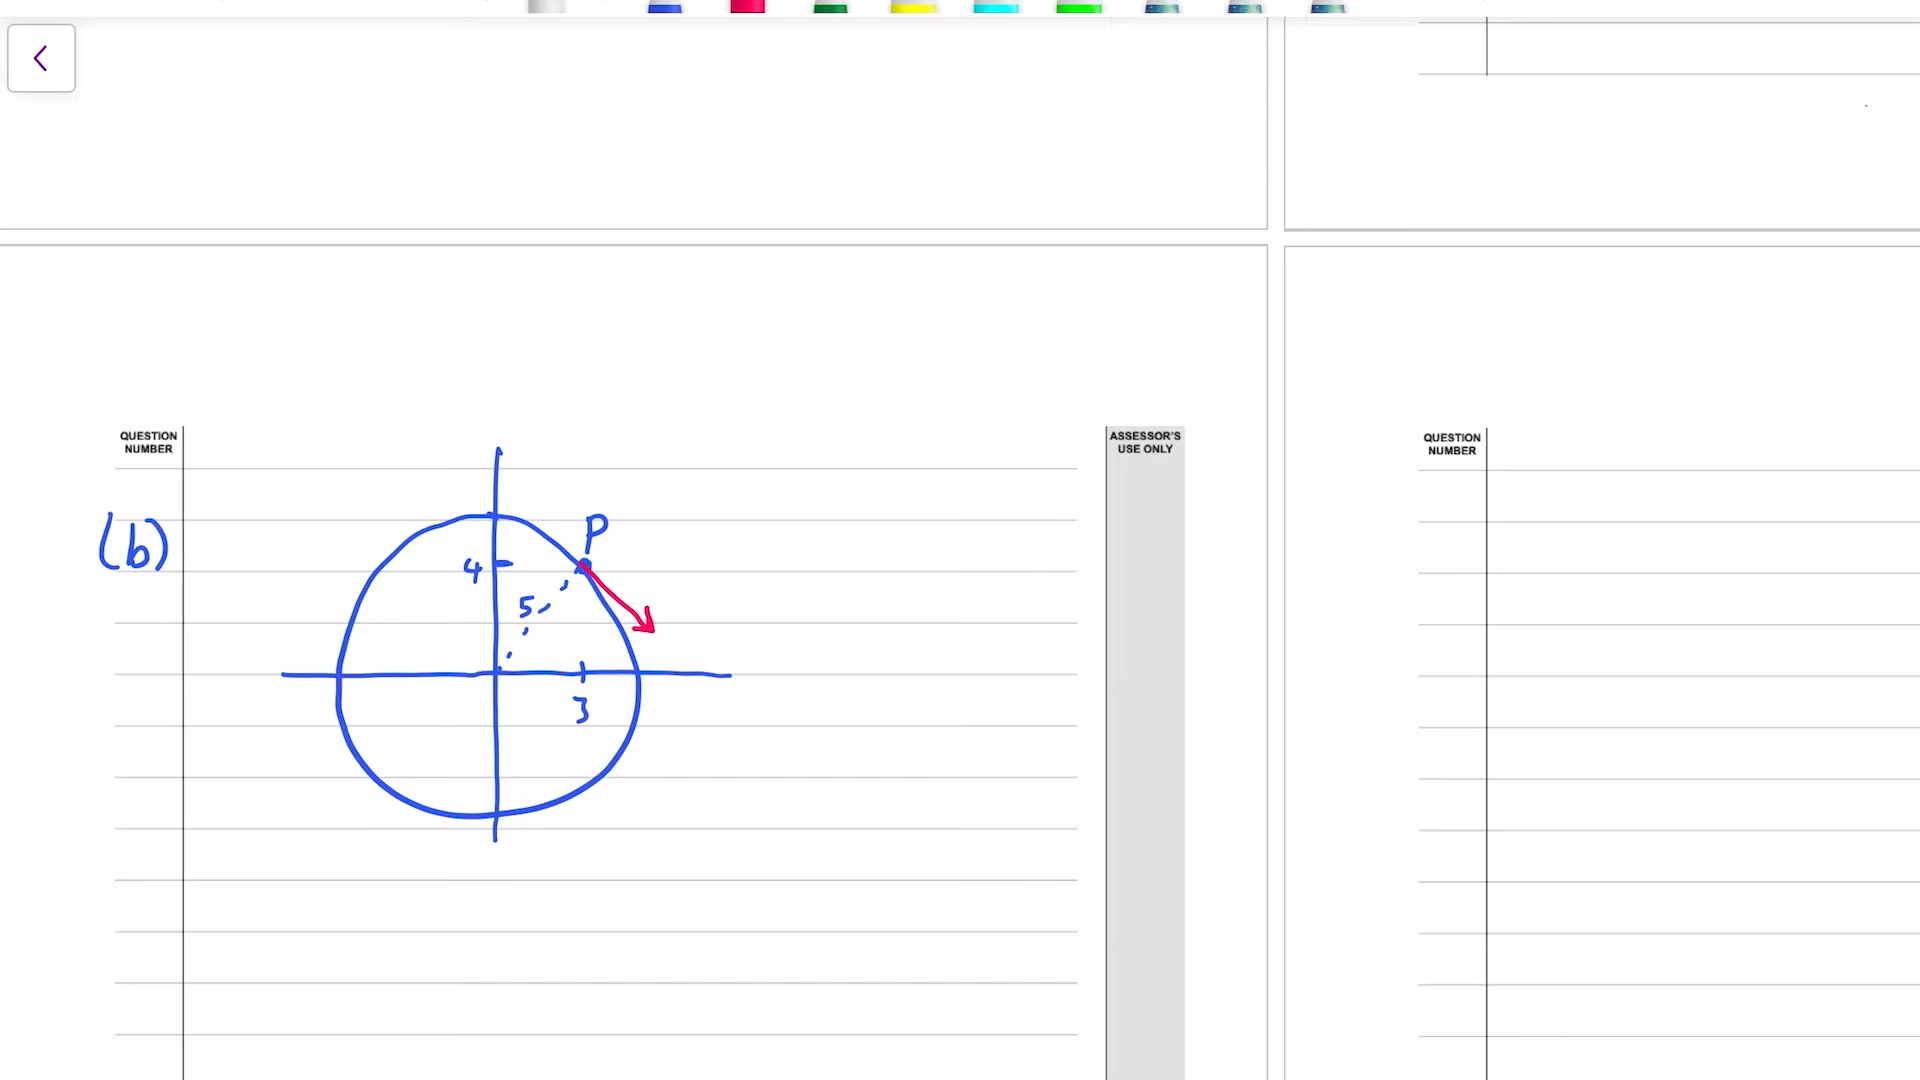 QUESTION
NUMBER
ASSESSOR'S
USE ONLY
QUESTION
NUMBER
(b)
P
4
5
3